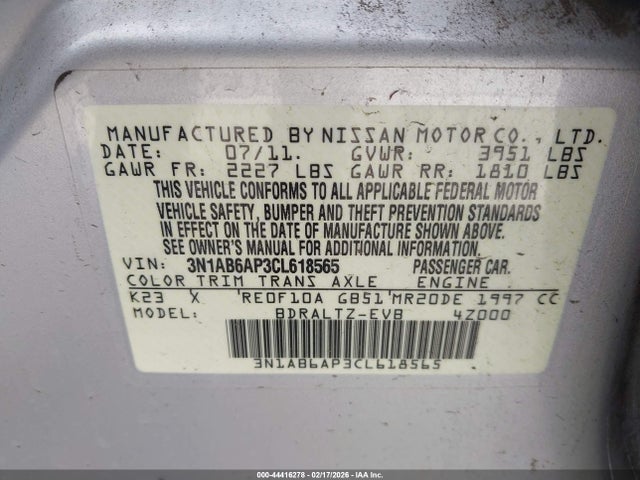 MANUFACTURED BY NISSAN MOTOR CO., LTD.
DATE: 07/11. GVWR: 3951 LBS
GAWR FR: 2227 LBS GAWR RR: 1810 LBS
THIS VEHICLE CONFORMS TO ALL APPLICABLE FEDERAL MOTOR
VEHICLE SAFETY, BUMPER AND THEFT PREVENTION STANDARDS
IN EFFECT ON THE DATE OF MANUFACTURE SHOWN ABOVE.
SEE OWNER'S MANUAL FOR ADDITIONAL INFORMATION.
VIN: 3N1AB6AP3CL618565 PASSENGER CAR.
COLOR TRIM TRANS AXLE ENGINE
K23 X 'RE0F10A GB51'MR20DE 1997 CC
MODEL: BDRALTZ-EVB 4Z000
3N1AB6AP3CL618565
000-44416278 - 02/17/2026 - IAAI.com